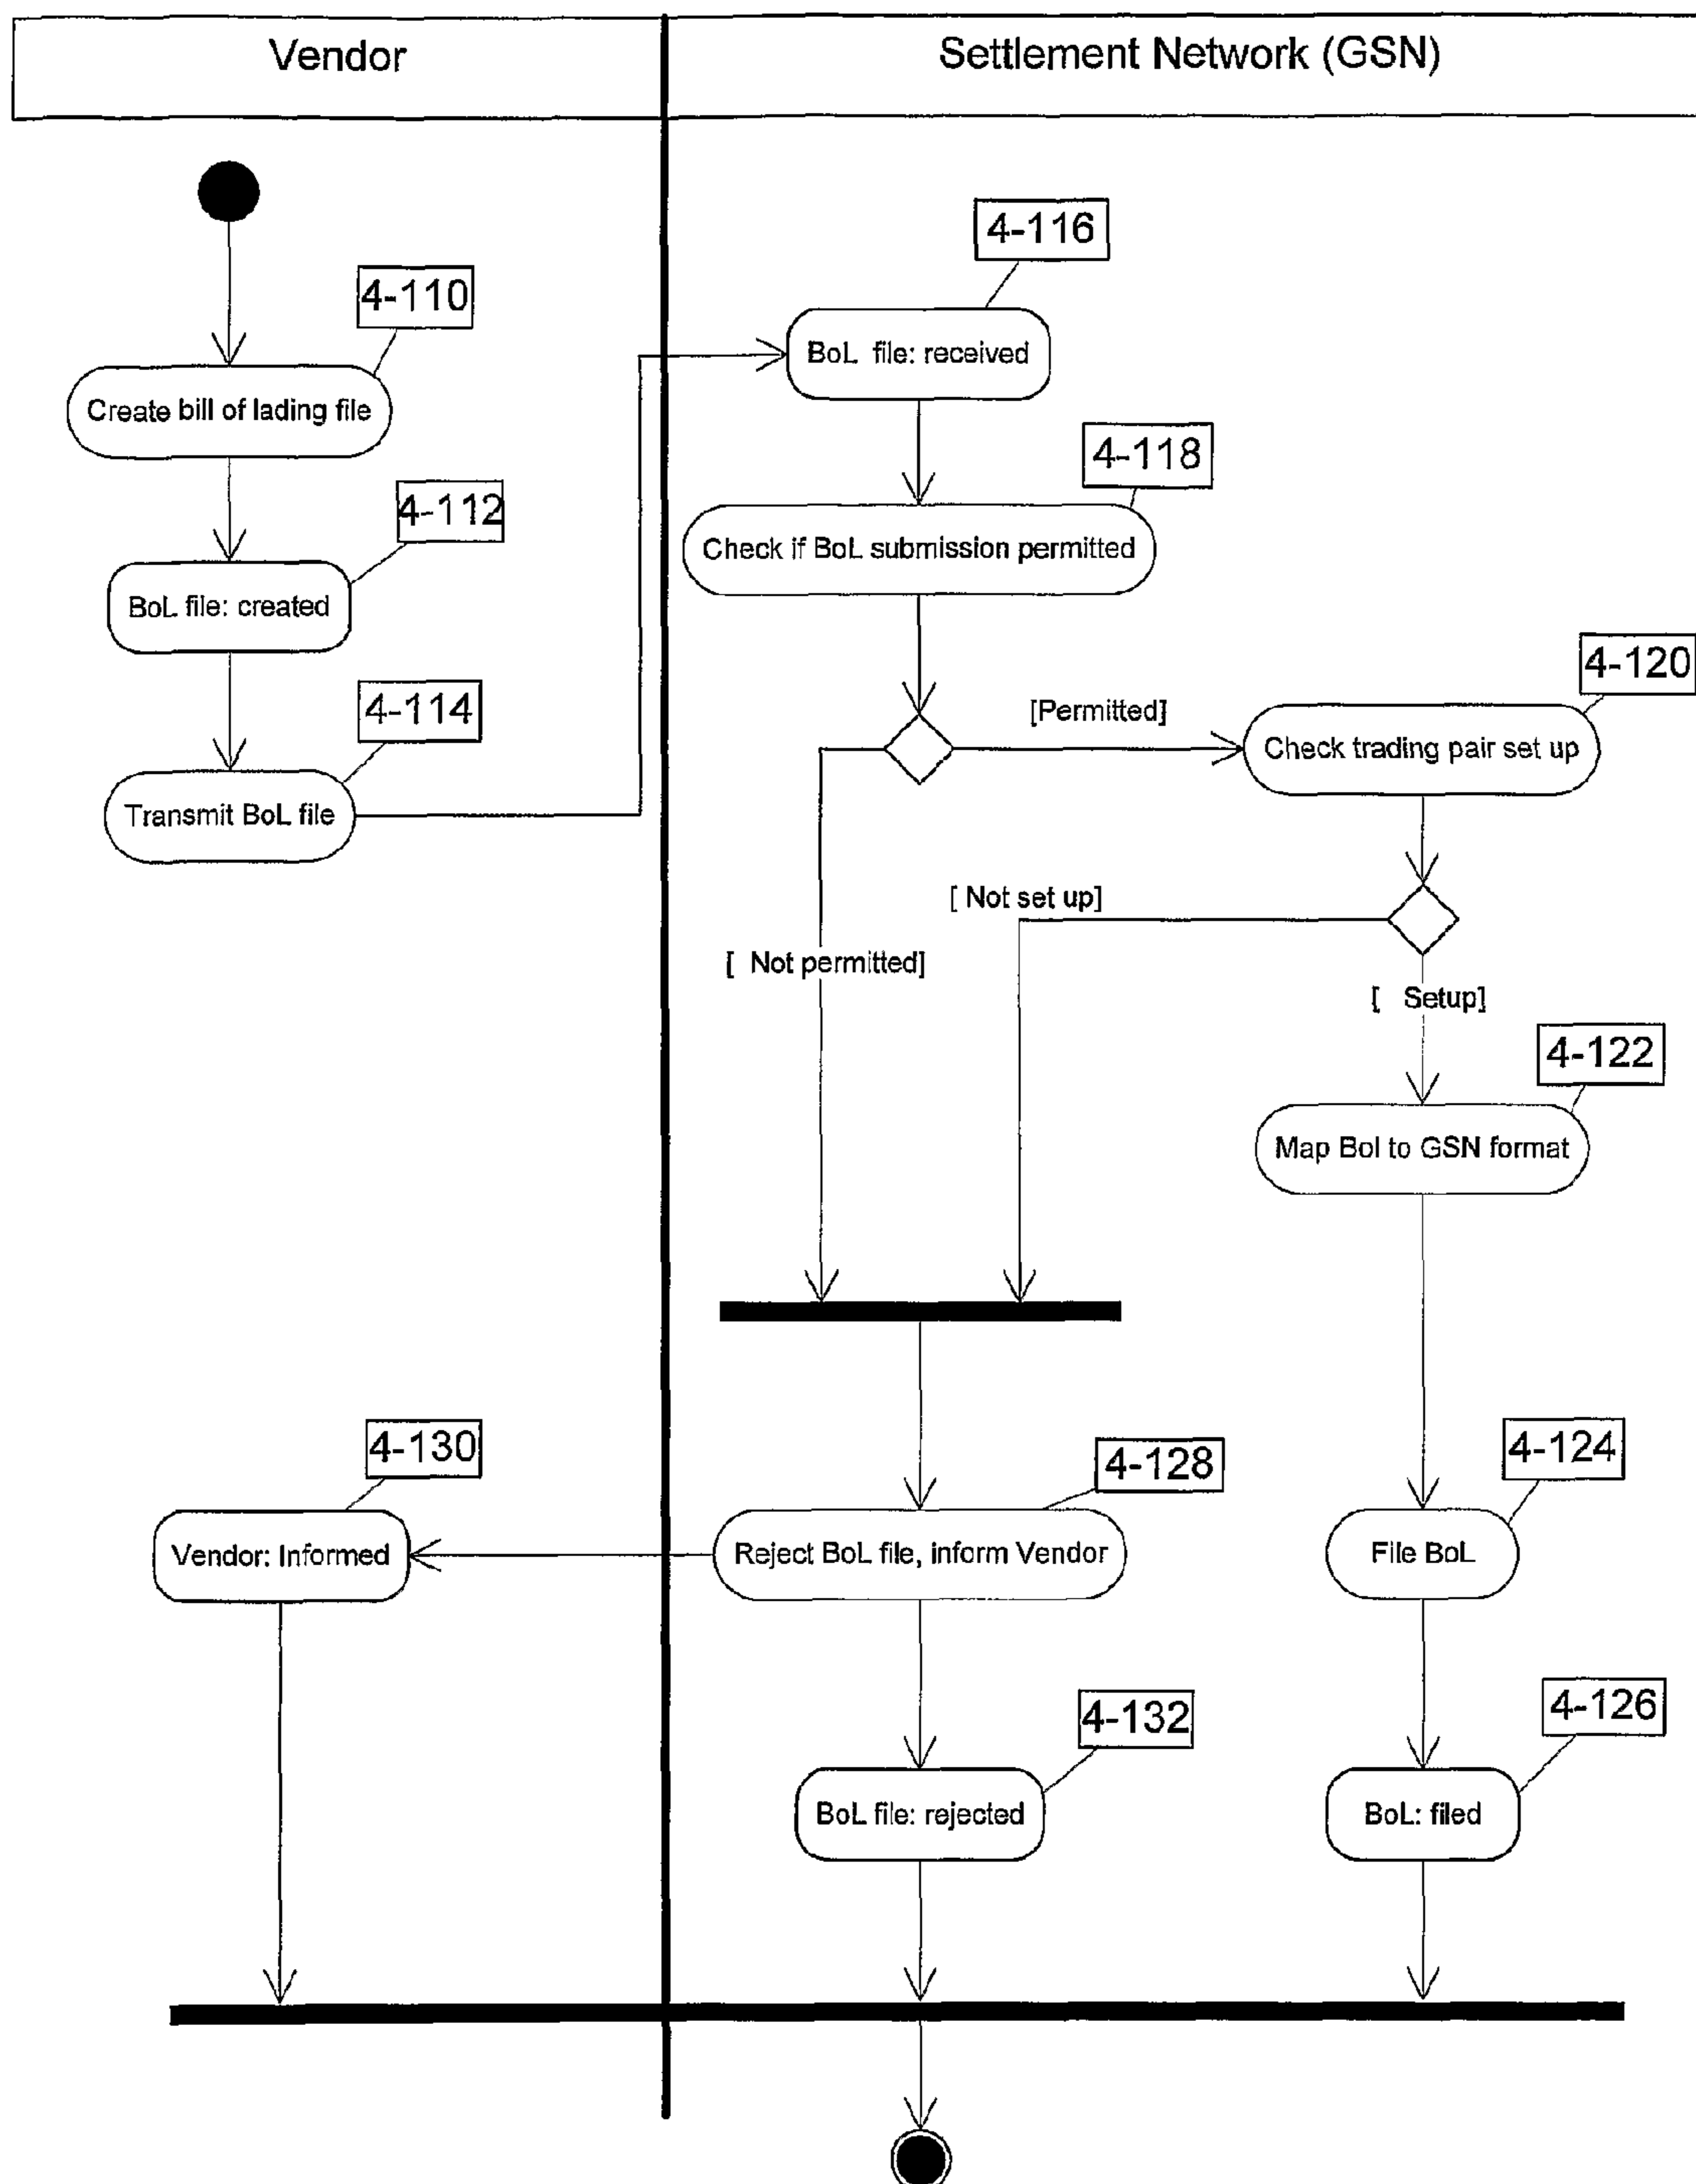 Vendor
Settlement Network (GSN)
4-116
4-110
BoL file: received
Create bill of lading file
4-118
4-112
Check if BoL submission permitted
BoL file: created
4-120
4-114
[Permitted]
Check trading pair set up
Transmit BoL file
[ Not set up]
[ Not permitted]
[ Setup]
4-122
Map Bol to GSN format
4-130
4-128
4-124
Vendor: Informed
Reject BoL file, inform Vendor
File BoL
4-132
4-126
BoL file: rejected
BoL: filed